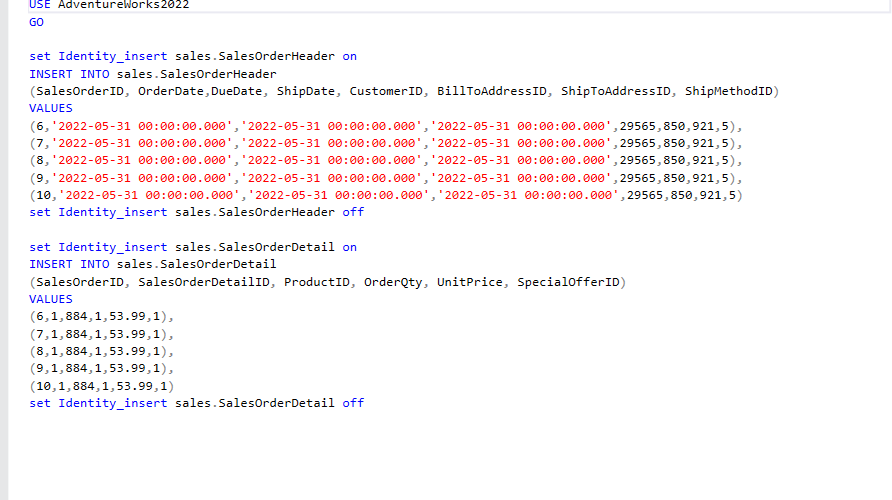 USE AdventureWorks2022
GO
set Identity_insert sales.SalesOrderHeader on
INSERT INTO sales.SalesOrderHeader
(SalesOrderID, OrderDate,DueDate, ShipDate, CustomerID, BillToAddressID, ShipToAddressID, ShipMethodID)
VALUES
(6,'2022-05-31 00:00:00.000','2022-05-31 00:00:00.000','2022-05-31 00:00:00.000',29565,850,921,5),
(7,'2022-05-31 00:00:00.000','2022-05-31 00:00:00.000','2022-05-31 00:00:00.000',29565,850,921,5),
(8,'2022-05-31 00:00:00.000','2022-05-31 00:00:00.000','2022-05-31 00:00:00.000',29565,850,921,5),
(9,'2022-05-31 00:00:00.000','2022-05-31 00:00:00.000','2022-05-31 00:00:00.000',29565,850,921,5),
(10,'2022-05-31 00:00:00.000','2022-05-31 00:00:00.000','2022-05-31 00:00:00.000',29565,850,921,5)
set Identity_insert sales.SalesOrderHeader off
set Identity_insert sales.SalesOrderDetail on
INSERT INTO sales.SalesOrderDetail
(SalesOrderID, SalesOrderDetailID, ProductID, OrderQty, UnitPrice, SpecialOfferID)
VALUES
(6,1,884,1,53.99,1),
(7,1,884,1,53.99,1),
(8,1,884,1,53.99,1),
(9,1,884,1,53.99,1),
(10,1,884,1,53.99,1)
set Identity_insert sales.SalesOrderDetail off